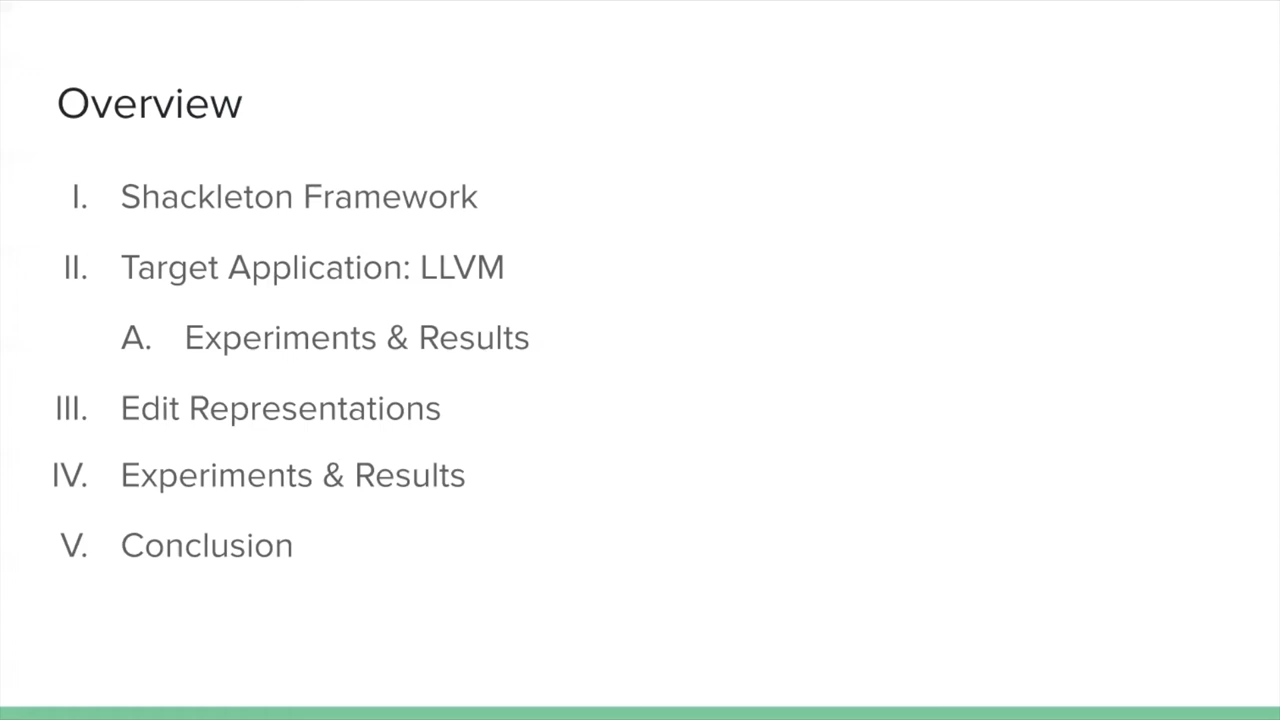 Overview
I. Shackleton Framework
II. Target Application: LLVM
A. Experiments & Results
III. Edit Representations
IV. Experiments & Results
V. Conclusion